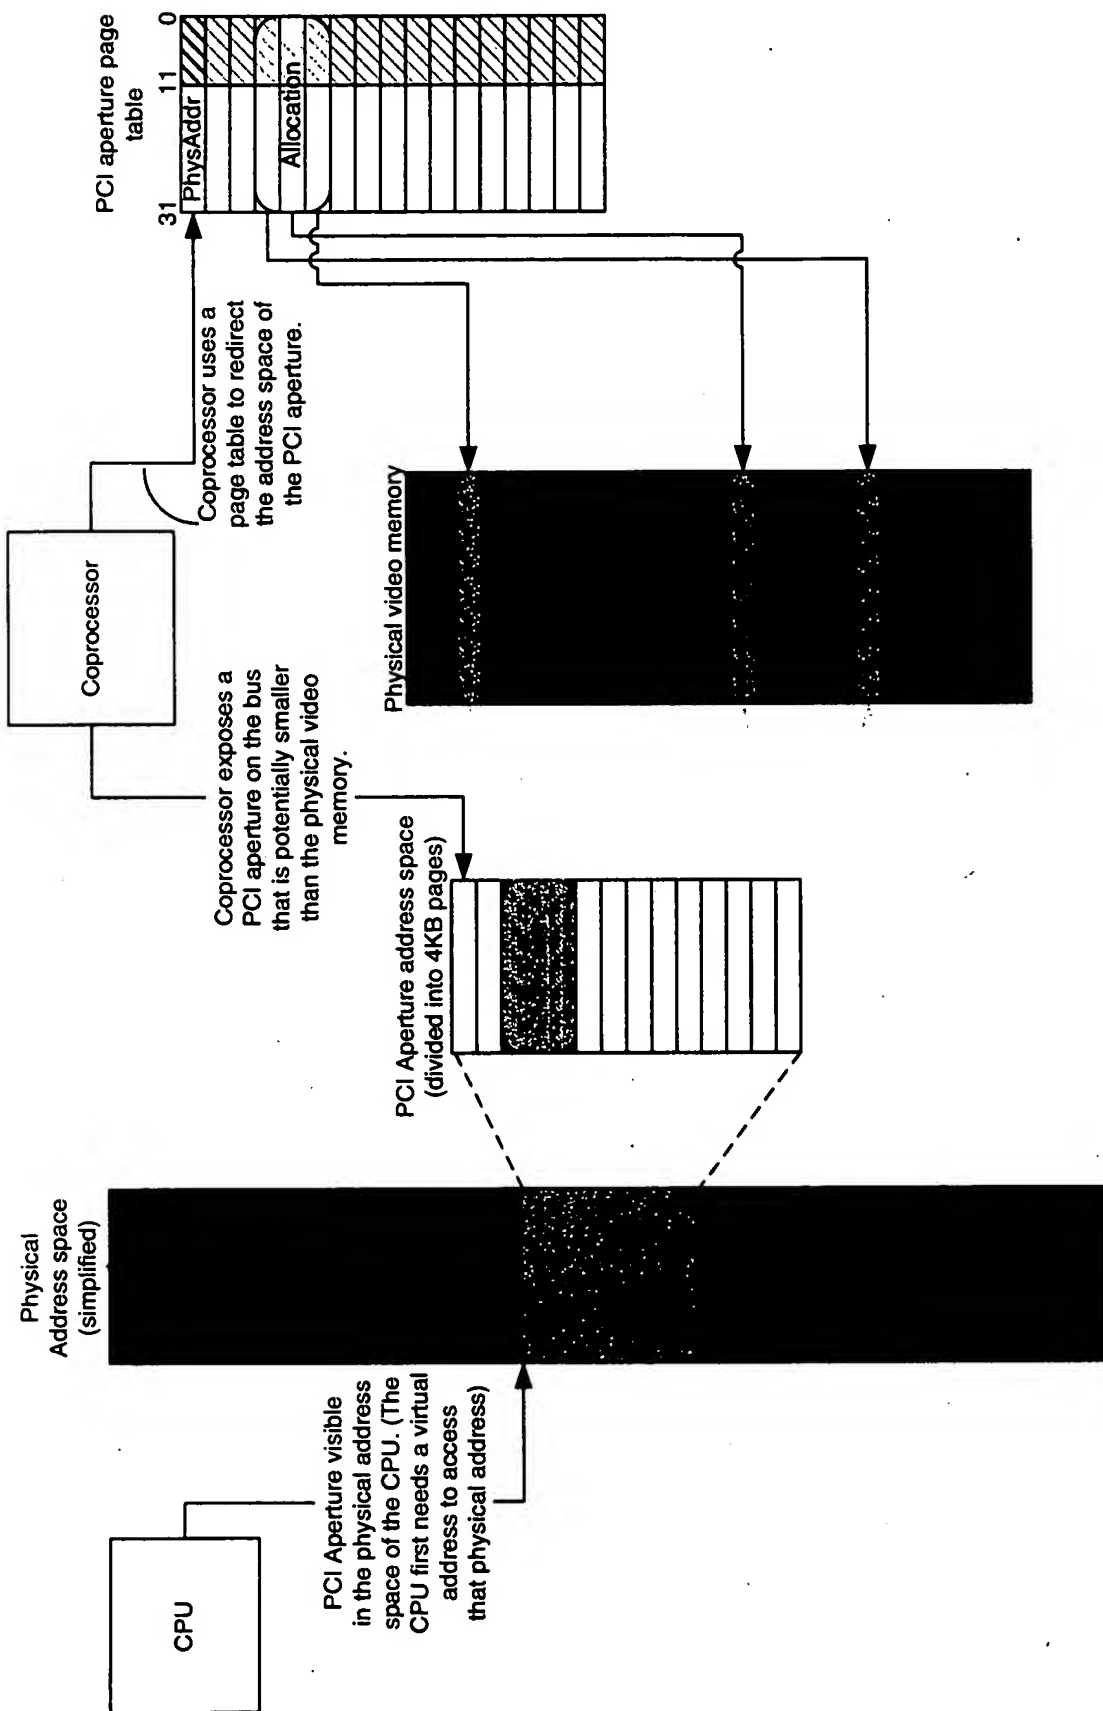 CPU
PCI Aperture visible
in the physical address
space of the CPU. (The
CPU first needs a virtual
address to access
that physical address)
Physical
Address space
(simplified)
PCI Aperture address space
(divided into 4KB pages)
Coprocessor exposes a
PCI aperture on the bus
that is potentially smaller
than the physical video
memory.
Coprocessor
Physical video memory
Coprocessor uses a
page table to redirect
the address space of
the PCI aperture.
PCI aperture page
table
31
11
0
PhysAddr
Allocation